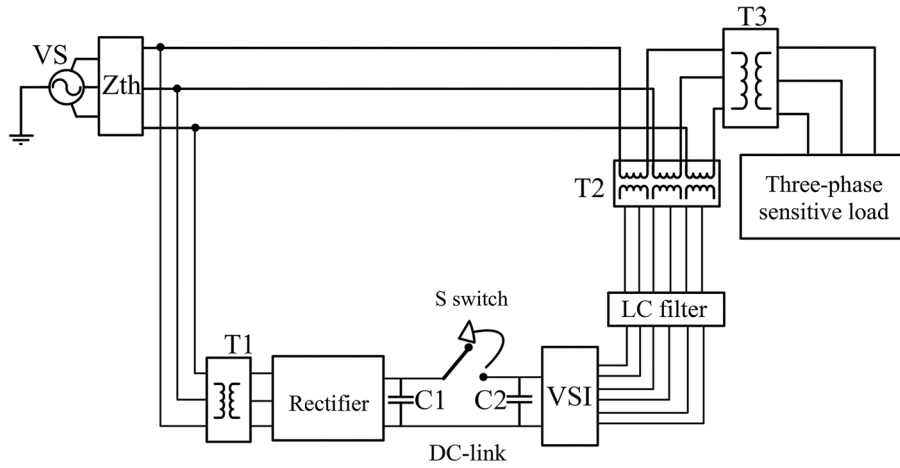 T3
VS
Zth
T2
Three-phase
sensitive load
S switch
LC filter
T1
Rectifier
C1
C2
VSI
DC-link